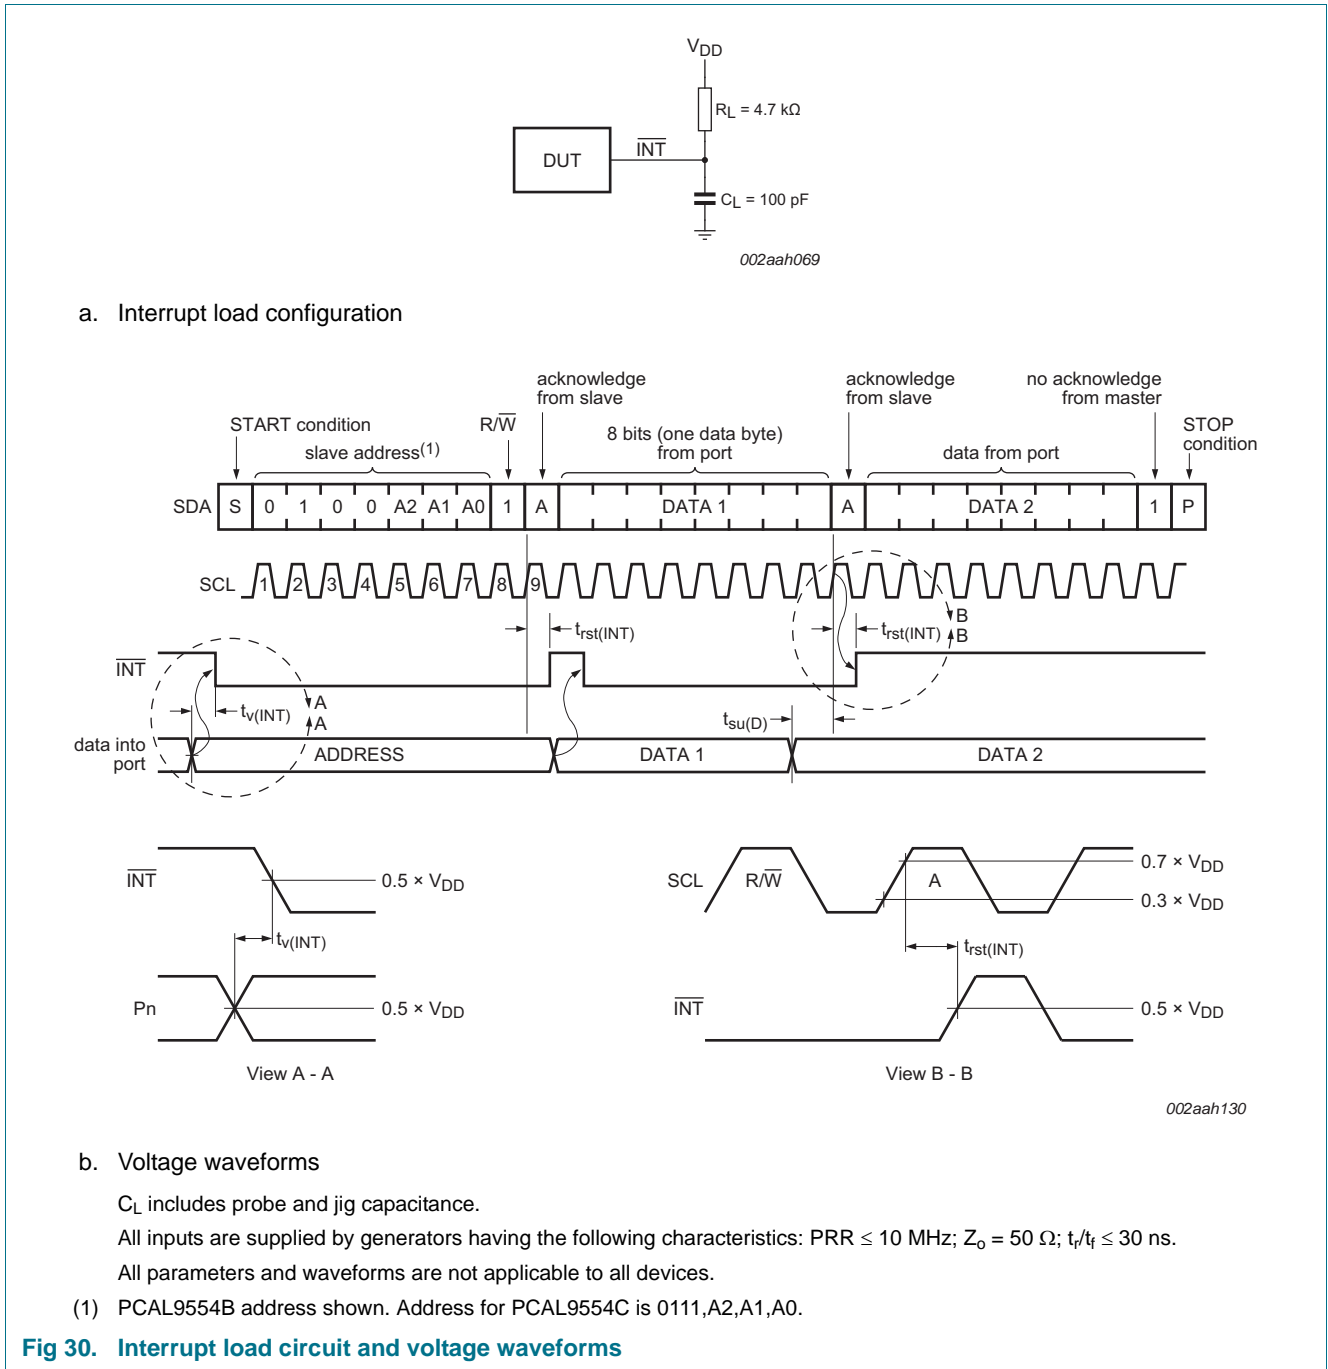 VDD
RL = 4.7 kΩ
DUT
INT
CL = 100 pF
002aah069
a. Interrupt load configuration
acknowledge
from slave
acknowledge
from slave
no acknowledge
from master
START condition
R/W
8 bits (one data byte)
from port
STOP
condition
slave address(1)
data from port
SDA S 0 1 0 0 A2 A1 A0 1 A DATA 1 A DATA 2 1 P
SCL 1 2 3 4 5 6 7 8 9
trst(INT)
trst(INT)
B
B
INT
tv(INT)
A
A
tsu(D)
data into
port
ADDRESS DATA 1 DATA 2
INT
0.5 × VDD
tv(INT)
Pn
0.5 × VDD
View A - A
SCL
R/W
A
0.7 × VDD
0.3 × VDD
trst(INT)
INT
0.5 × VDD
View B - B
002aah130
b. Voltage waveforms
CL includes probe and jig capacitance.
All inputs are supplied by generators having the following characteristics: PRR ≤ 10 MHz; Zo = 50 Ω; tr/tf ≤ 30 ns.
All parameters and waveforms are not applicable to all devices.
(1) PCAL9554B address shown. Address for PCAL9554C is 0111,A2,A1,A0.
Fig 30. Interrupt load circuit and voltage waveforms